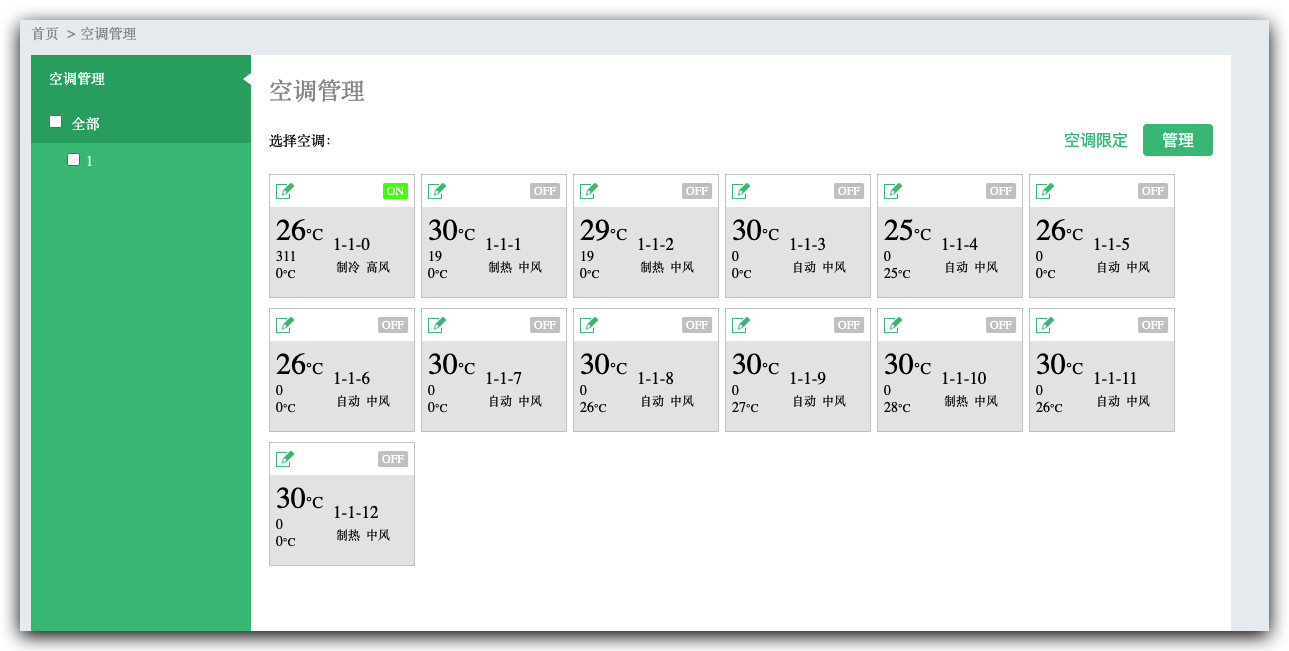 首页 > 空调管理
空调管理
全部
1
空调管理
选择空调:
空调限定 管理
ON
26°C 1-1-0
311
制冷 高风
0°C
OFF
30°C 1-1-1
19
制热 中风
0°C
OFF
29°C 1-1-2
19
制热 中风
0°C
OFF
30°C 1-1-3
0
自动 中风
0°C
OFF
25°C 1-1-4
0
自动 中风
25°C
OFF
26°C 1-1-5
0
自动 中风
0°C
OFF
26°C 1-1-6
0
自动 中风
0°C
OFF
30°C 1-1-7
0
自动 中风
0°C
OFF
30°C 1-1-8
0
自动 中风
26°C
OFF
30°C 1-1-9
0
自动 中风
27°C
OFF
30°C 1-1-10
0
制热 中风
28°C
OFF
30°C 1-1-11
0
自动 中风
26°C
OFF
30°C 1-1-12
0
制热 中风
0°C